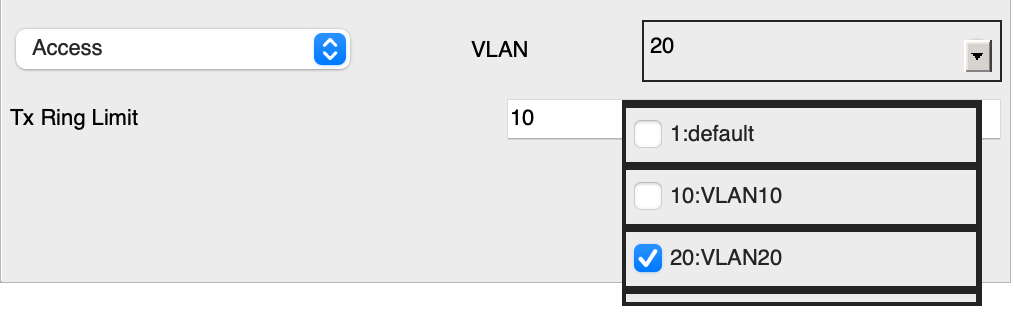 Access
VLAN
20
Tx Ring Limit
10
1:default
10:VLAN10
20:VLAN20